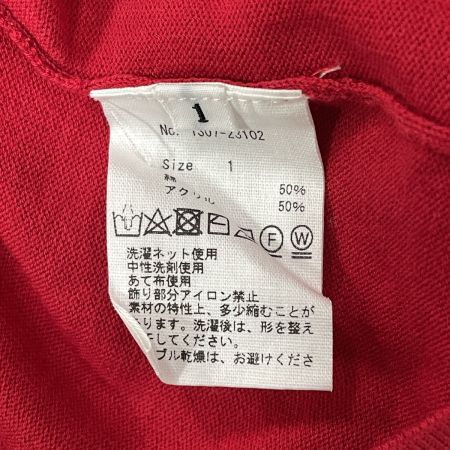 1
No. 1307-23102
Size 1
綿 50%
アクリル 50%
F W
洗濯ネット使用
中性洗剤使用
あて布使用
飾り部分アイロン禁止
素材の特性上、多少縮むことが
ります。洗濯後は、形を整え
干してください。
ブル乾燥は、お避けくださ